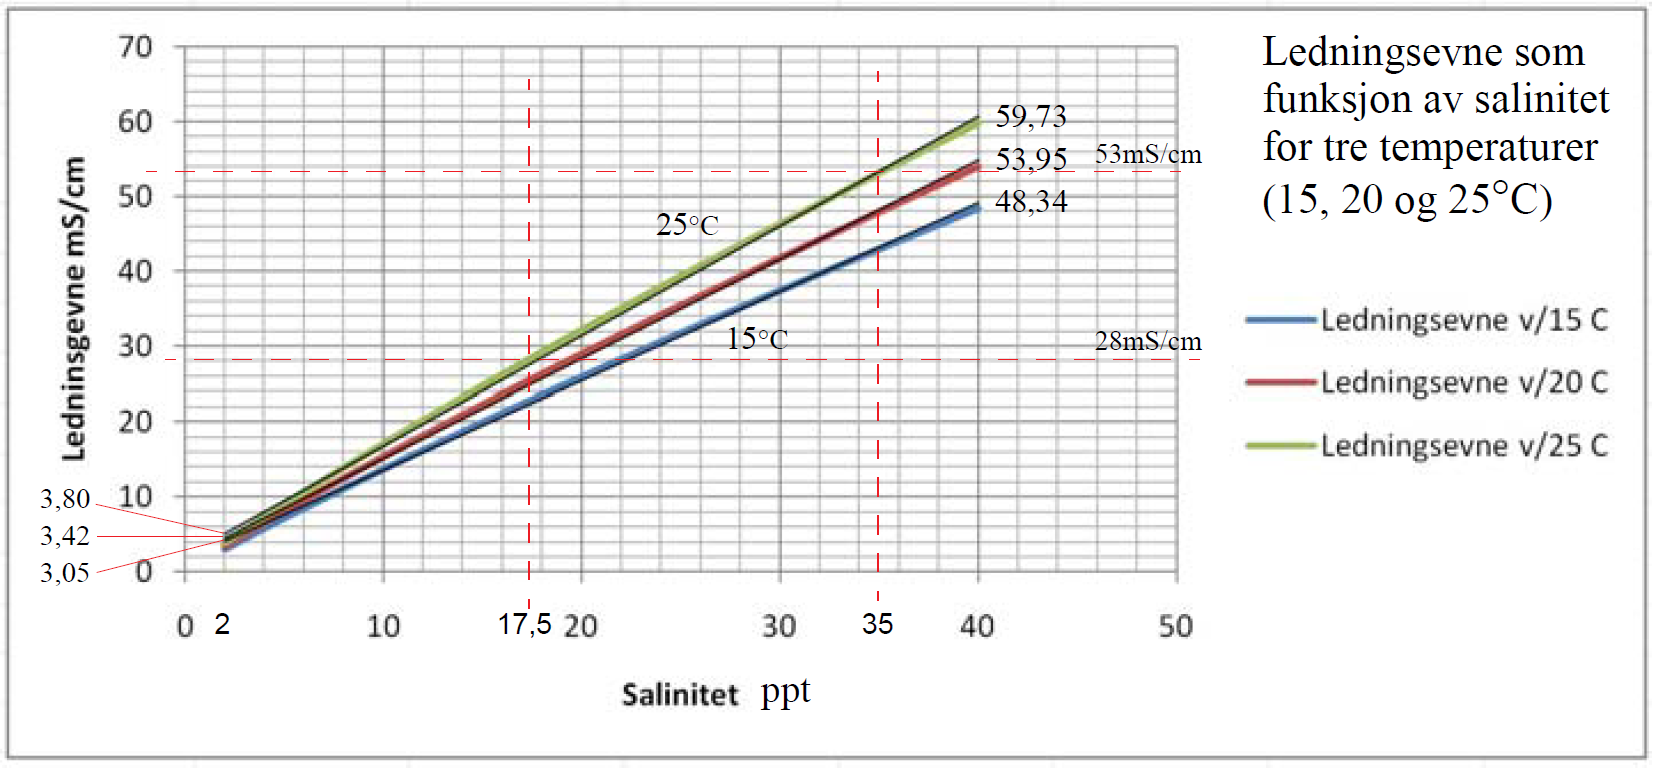 Ledningsevne som
funksjon av salinitet
for tre temperaturer
(15, 20 og 25°C)
70
60
50
40
30
20
10
0
Ledninsgevne mS/cm
3,80
3,42
3,05
59,73
53,95
48,34
53mS/cm
28mS/cm
25°C
15°C
Ledningsevne v/15 C
Ledningsevne v/20 C
Ledningsevne v/25 C
0 2 10 17,5 20 30 35 40 50
Salinitet ppt